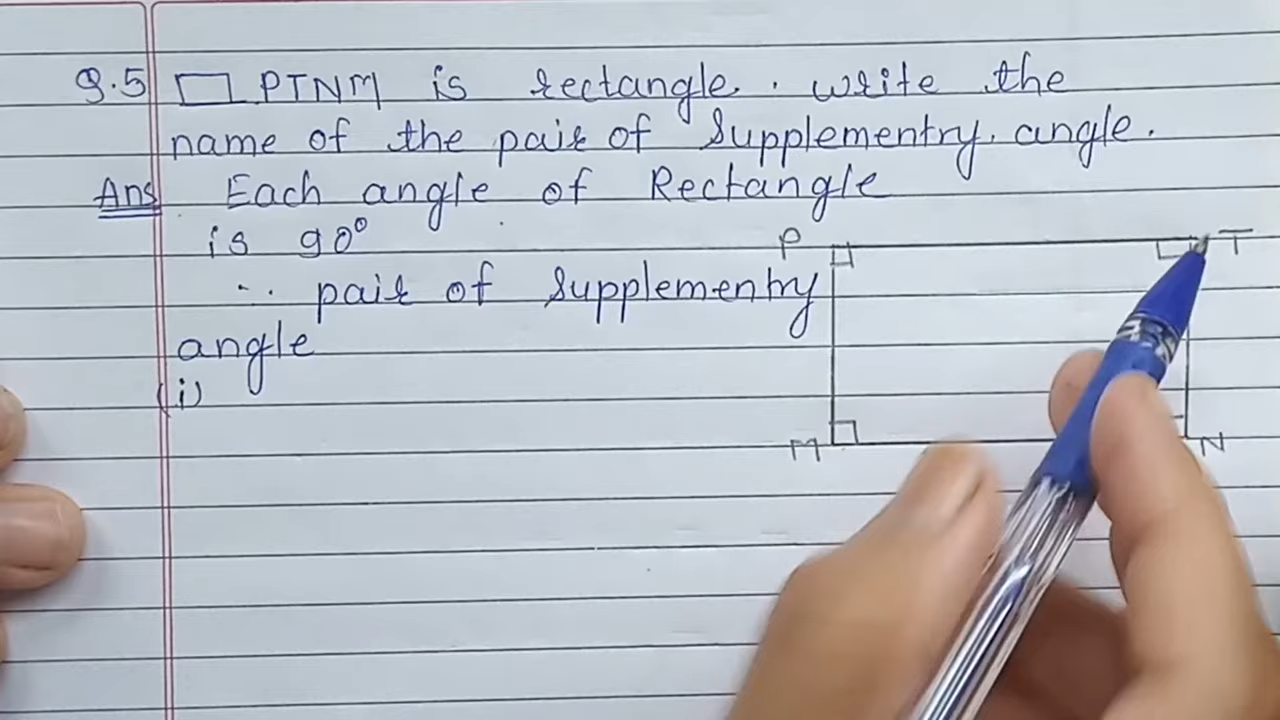 Q.5 PTNM is rectangle. write the
name of the pair of Supplementry angle.
Ans Each angle of Rectangle
is 90°
∴ pair of Supplementry
angle
(i)
P
T
M
N